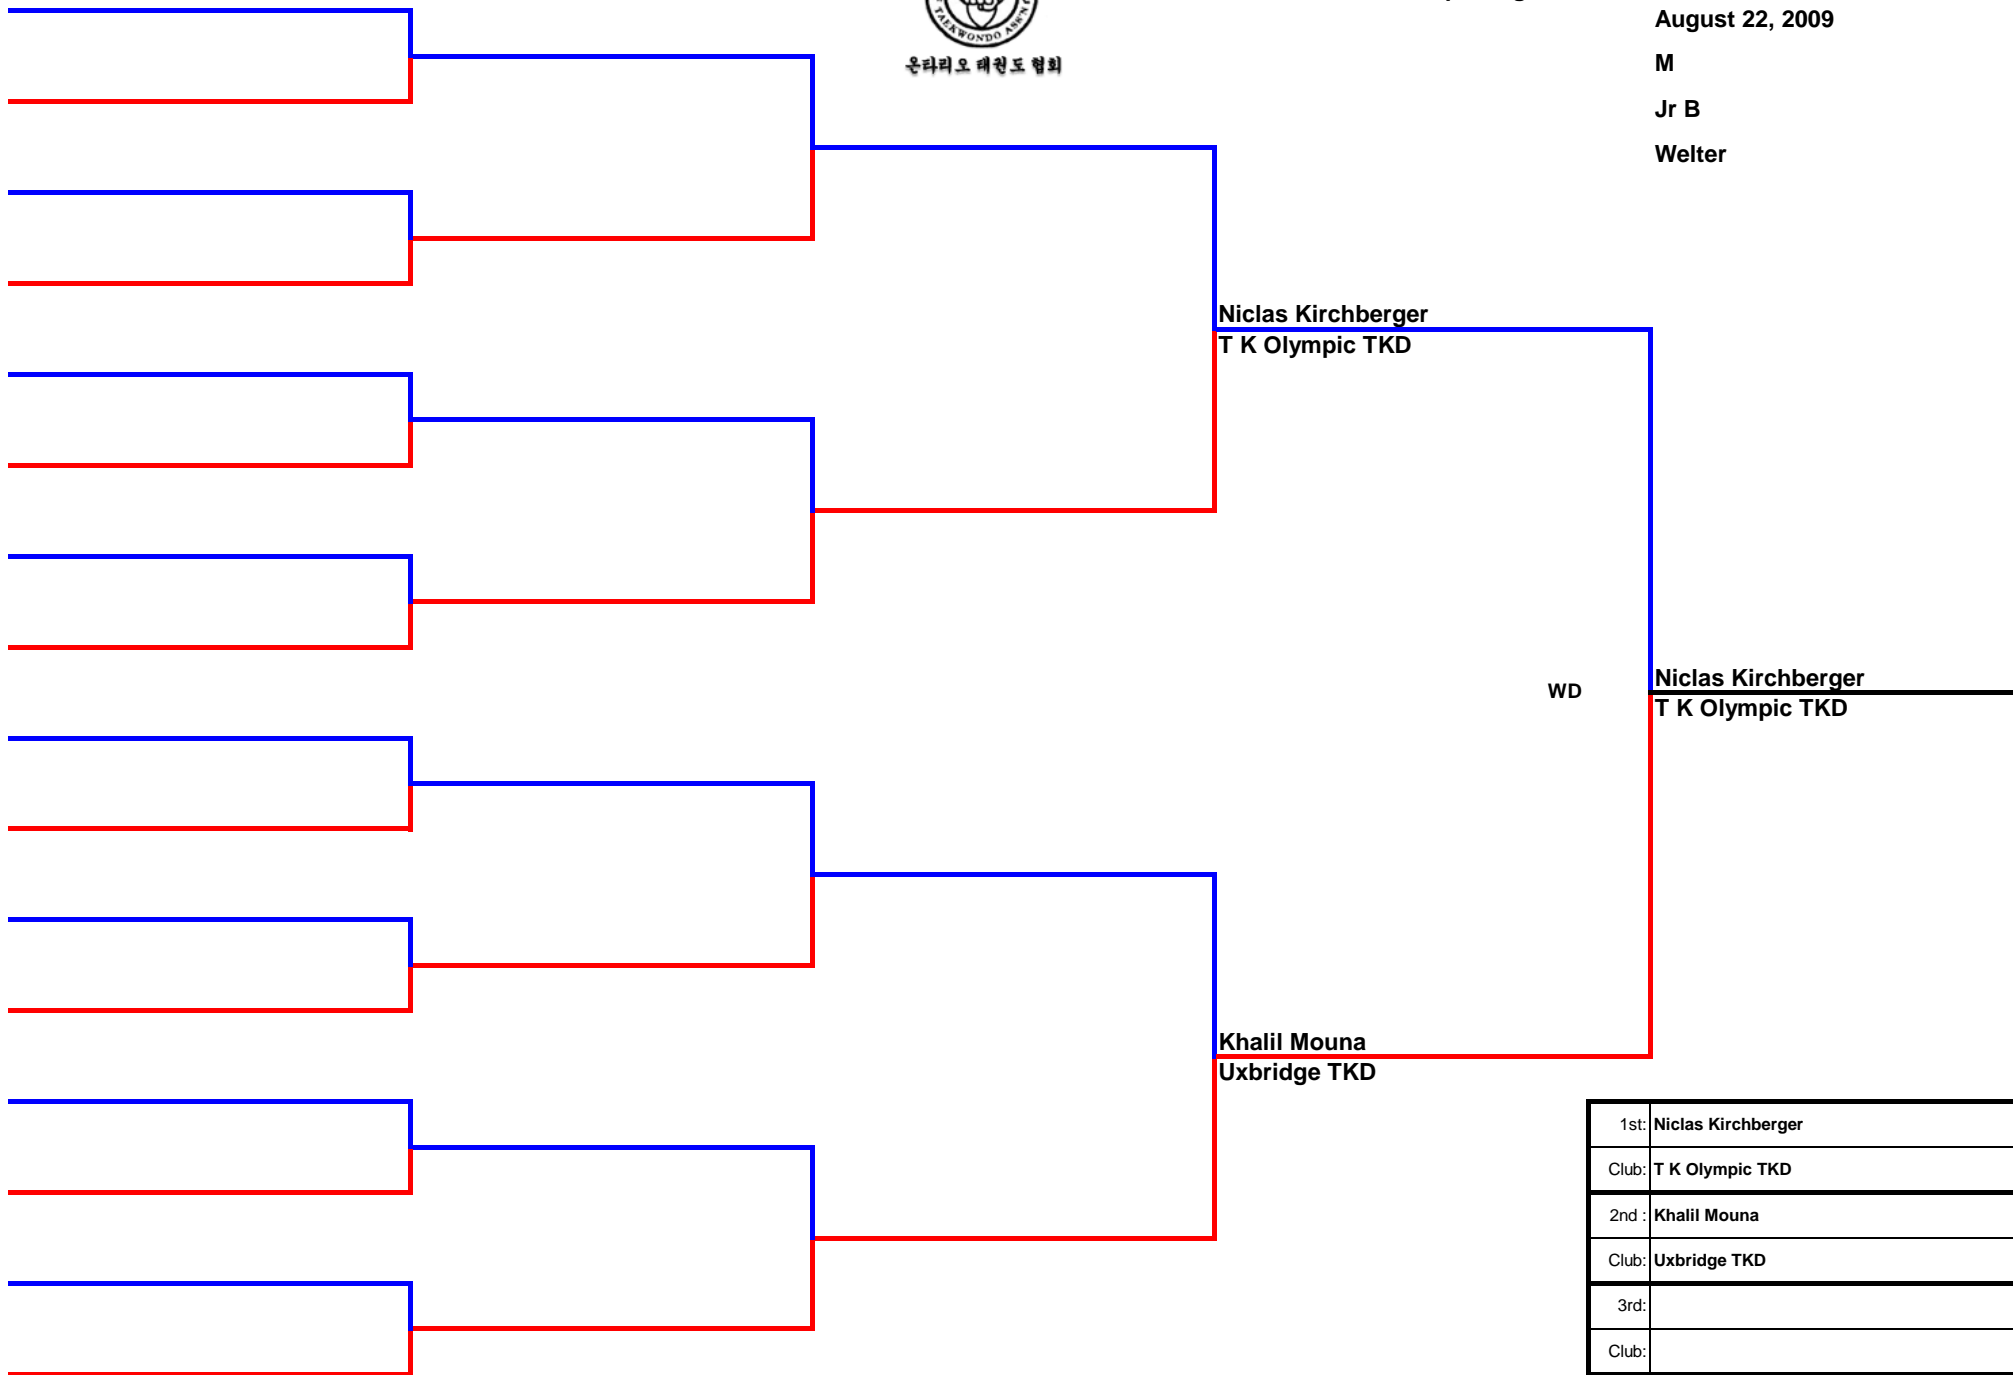 TAEKWONDO ASS'N
온타리오 태권도 협회
August 22, 2009
M
Jr B
Welter
Niclas Kirchberger
T K Olympic TKD
WD
Niclas Kirchberger
T K Olympic TKD
Khalil Mouna
Uxbridge TKD
1st: Niclas Kirchberger
Club: T K Olympic TKD
2nd : Khalil Mouna
Club: Uxbridge TKD
3rd:
Club: